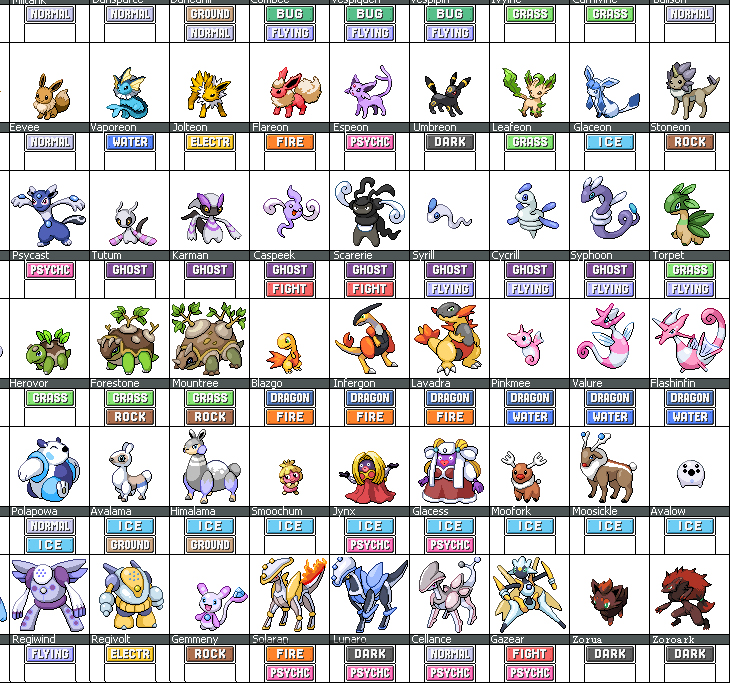 NORMAL NORMAL GROUND BUG BUG BUG GRASS GRASS NORMAL
NORMAL FLYING FLYING FLYING
Eevee Vaporeon Jolteon Flareon Espeon Umbreon Leafeon Glaceon Stoneon
NORMAL WATER ELECTR FIRE PSYCHC DARK GRASS ICE ROCK
Psycast Tutum Karman Caspeek Scarerie Syrill Cycrill Syphoon Torpet
PSYCHC GHOST GHOST GHOST GHOST GHOST GHOST GHOST GRASS
FIGHT FIGHT FLYING FLYING FLYING FLYING
Herovor Forestone Mountree Blazgo Infergon Lavadra Pinkmee Valure Flashinfin
GRASS GRASS GRASS DRAGON DRAGON DRAGON DRAGON DRAGON DRAGON
ROCK ROCK FIRE FIRE FIRE WATER WATER WATER
Polapowa Avalama Himalama Smoochum Jynx Glacess Moofork Moosickle Avalow
NORMAL ICE ICE ICE ICE ICE ICE ICE ICE
ICE GROUND GROUND PSYCHC PSYCHC
Regiwind Regivolt Gemmeny Solaran Lunaro Cellance Gazear Zorua Zoroark
FLYING ELECTR ROCK FIRE DARK NORMAL FIGHT DARK DARK
PSYCHC PSYCHC PSYCHC PSYCHC